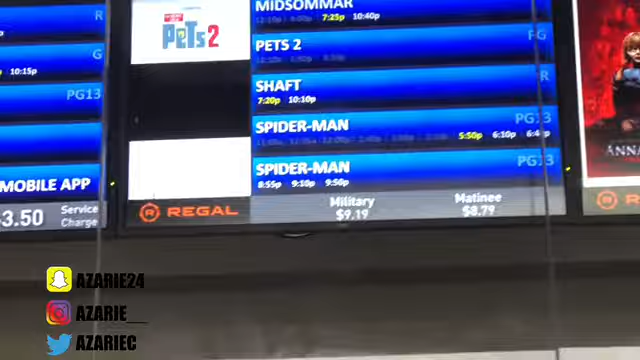 R
G
10:15p
PG13
MOBILE APP
3.50 Service
Charge
PETS 2
MIDSOMMAR
7:25p 10:40p
PETS 2 PG
SHAFT R
7:20p 10:10p
SPIDER-MAN PG13
5:50p 6:10p
SPIDER-MAN PG13
8:55p 9:10p 9:50p
REGAL
Military
$9.19
Matinee
$8.79
ANNA
R
AZARIE24
AZARIE__
AZARIEC